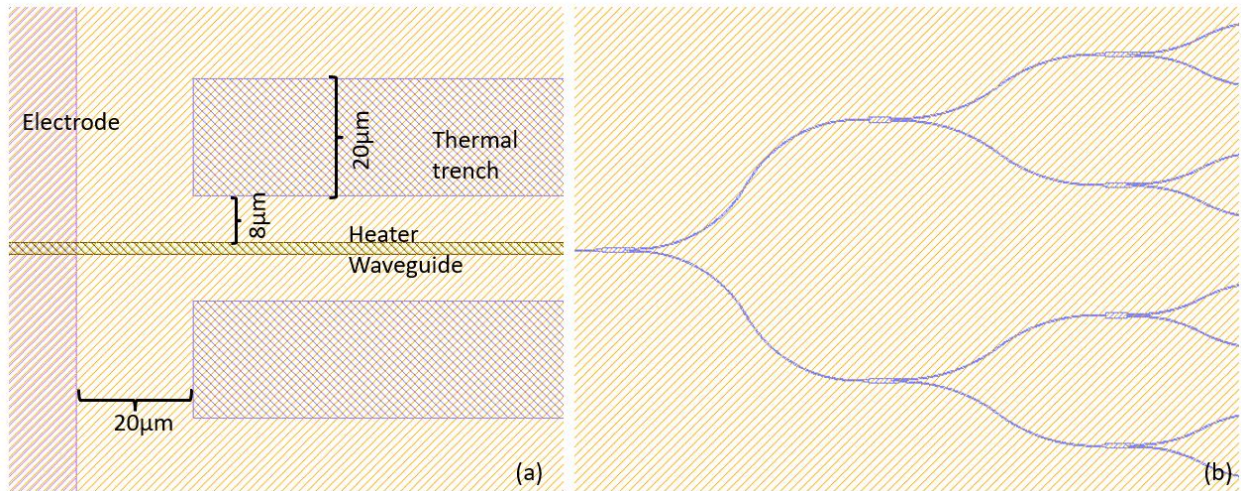 Electrode
20μm
Thermal
trench
8μm
Heater
Waveguide
20μm
(a)
(b)